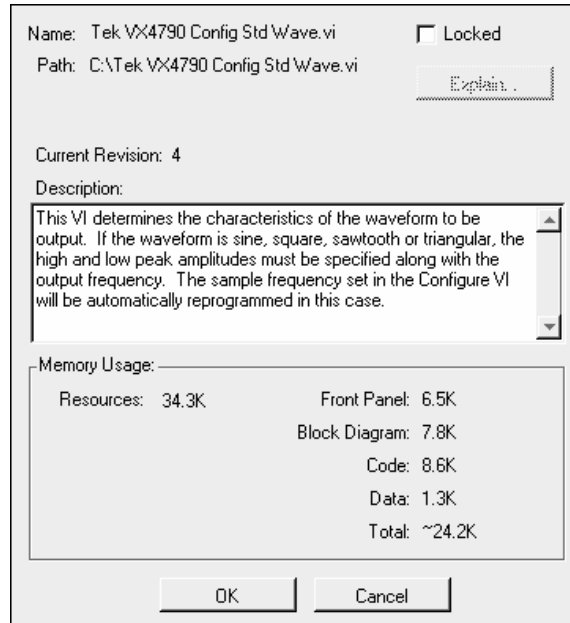 Name: Tek VX4790 Config Std Wave.vi
Locked
Path: C:\Tek VX4790 Config Std Wave.vi
Explain...
Current Revision: 4
Description:
This VI determines the characteristics of the waveform to be
output. If the waveform is sine, square, sawtooth or triangular, the
high and low peak amplitudes must be specified along with the
output frequency. The sample frequency set in the Configure VI
will be automatically reprogrammed in this case.
Memory Usage:
Resources: 34.3K
Front Panel: 6.5K
Block Diagram: 7.8K
Code: 8.6K
Data: 1.3K
Total: ~24.2K
OK
Cancel